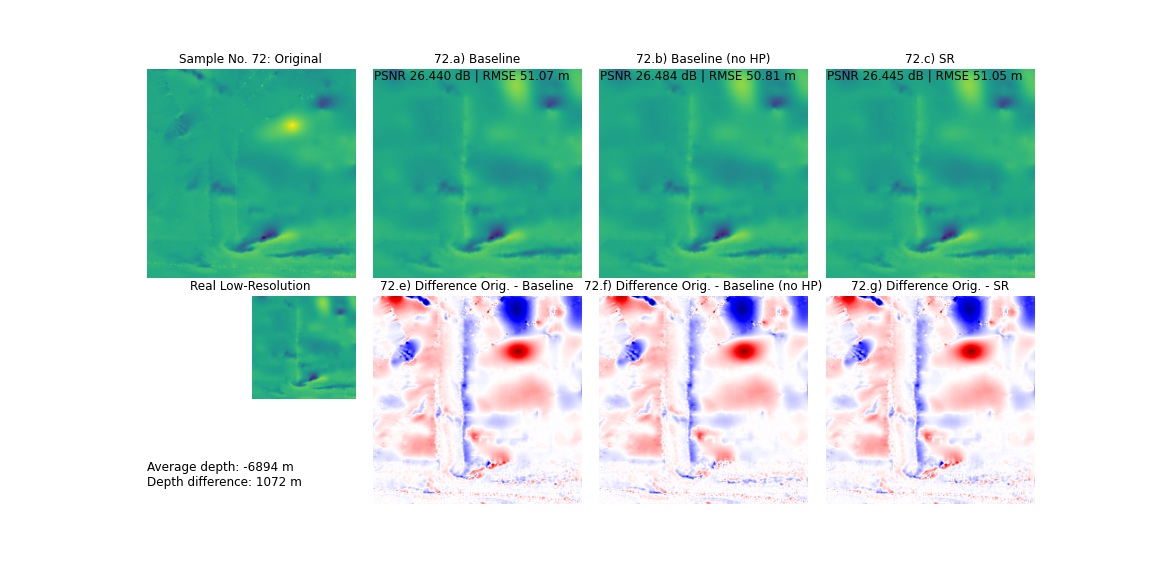 Sample No. 72: Original
72.a) Baseline
72.b) Baseline (no HP)
72.c) SR
PSNR 26.440 dB | RMSE 51.07 m
PSNR 26.484 dB | RMSE 50.81 m
PSNR 26.445 dB | RMSE 51.05 m
Real Low-Resolution
72.e) Difference Orig. - Baseline
72.f) Difference Orig. - Baseline (no HP)
72.g) Difference Orig. - SR
Average depth: -6894 m
Depth difference: 1072 m